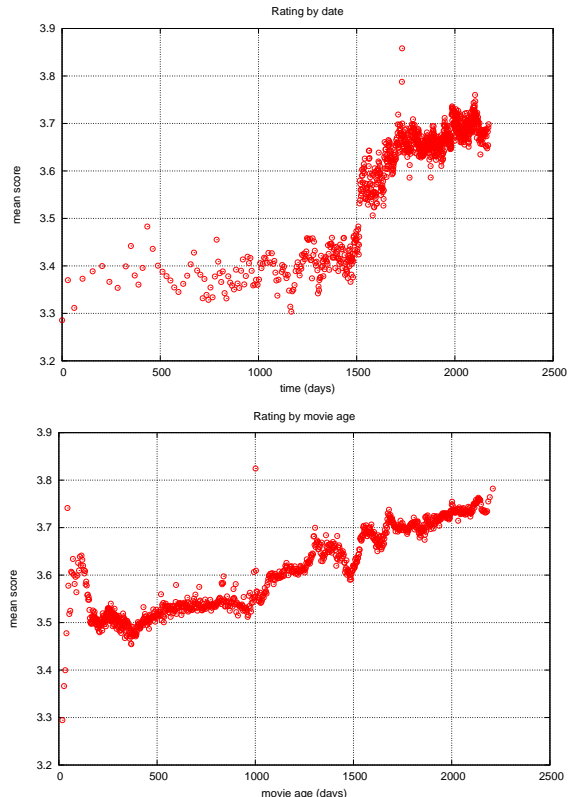 Rating by date
3.9
3.8
3.7
3.6
3.5
3.4
3.3
3.2
mean score
0 500 1000 1500 2000 2500
time (days)
Rating by movie age
3.9
3.8
3.7
3.6
3.5
3.4
3.3
3.2
mean score
0 500 1000 1500 2000 2500
movie age (days)